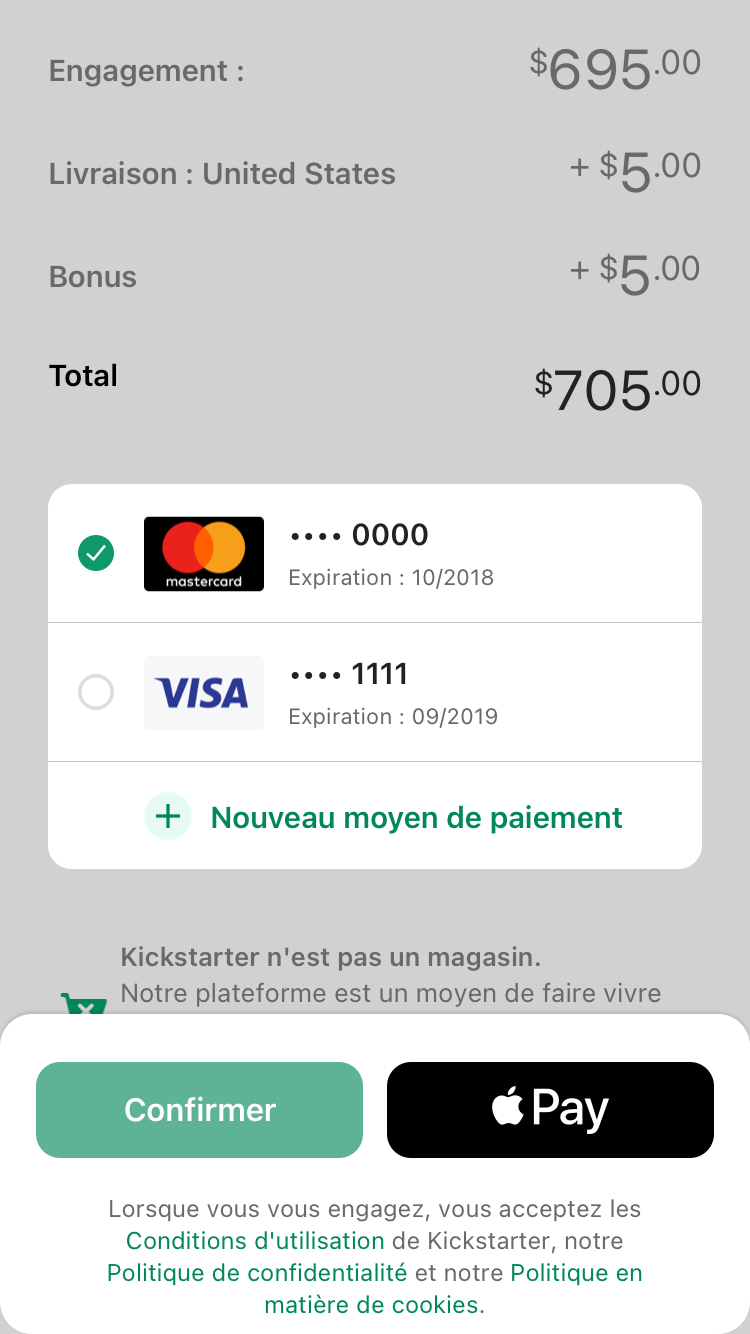 Engagement : $695.00
Livraison : United States + $5.00
Bonus + $5.00
Total $705.00
mastercard
•••• 0000
Expiration : 10/2018
VISA
•••• 1111
Expiration : 09/2019
+ Nouveau moyen de paiement
Kickstarter n'est pas un magasin.
Notre plateforme est un moyen de faire vivre
Confirmer
Pay
Lorsque vous vous engagez, vous acceptez les
Conditions d'utilisation de Kickstarter, notre
Politique de confidentialité et notre Politique en
matière de cookies.